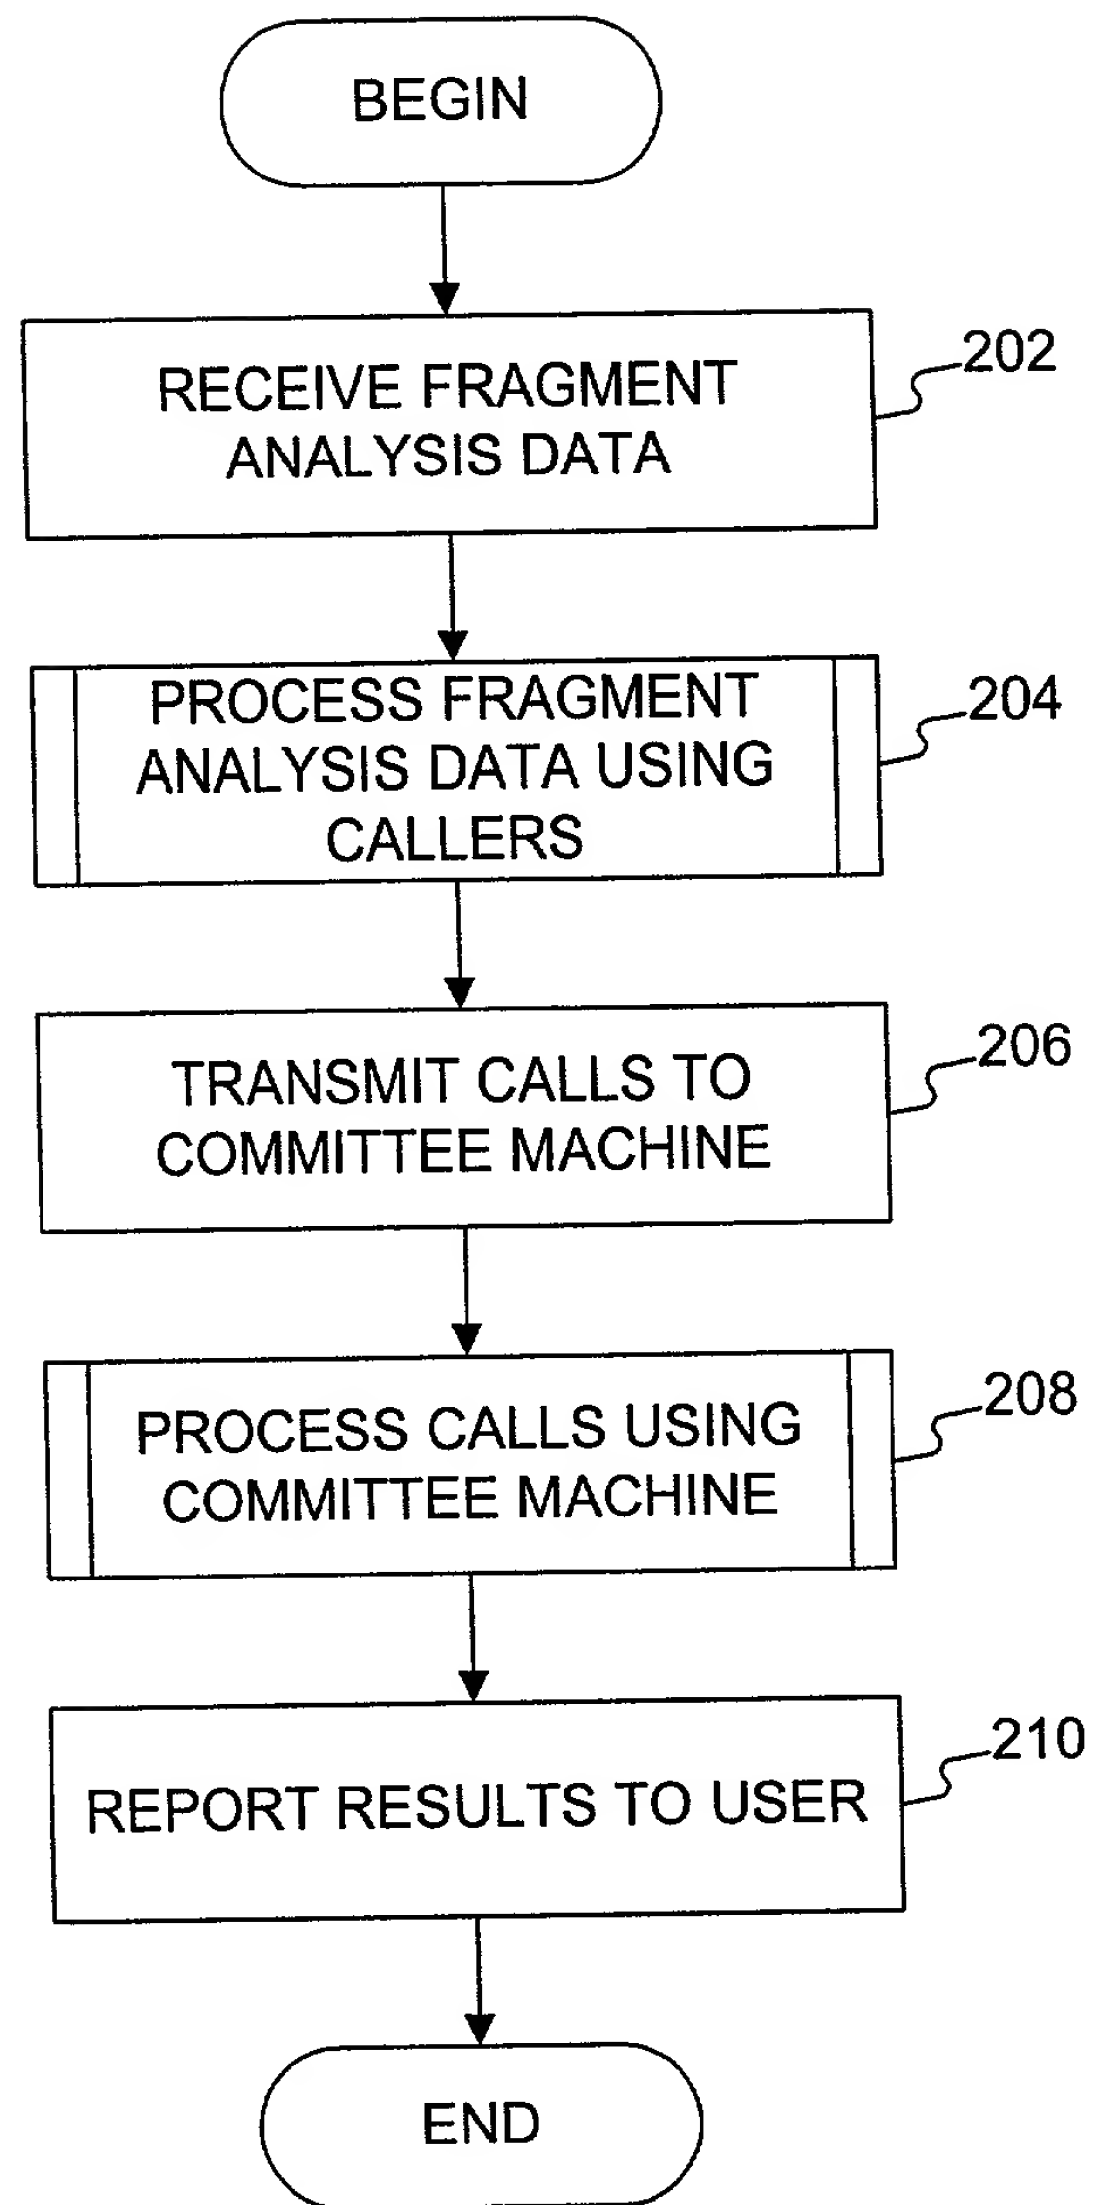 BEGIN
RECEIVE FRAGMENT
ANALYSIS DATA
202
PROCESS FRAGMENT
ANALYSIS DATA USING
CALLERS
204
TRANSMIT CALLS TO
COMMITTEE MACHINE
206
PROCESS CALLS USING
COMMITTEE MACHINE
208
REPORT RESULTS TO USER
210
END